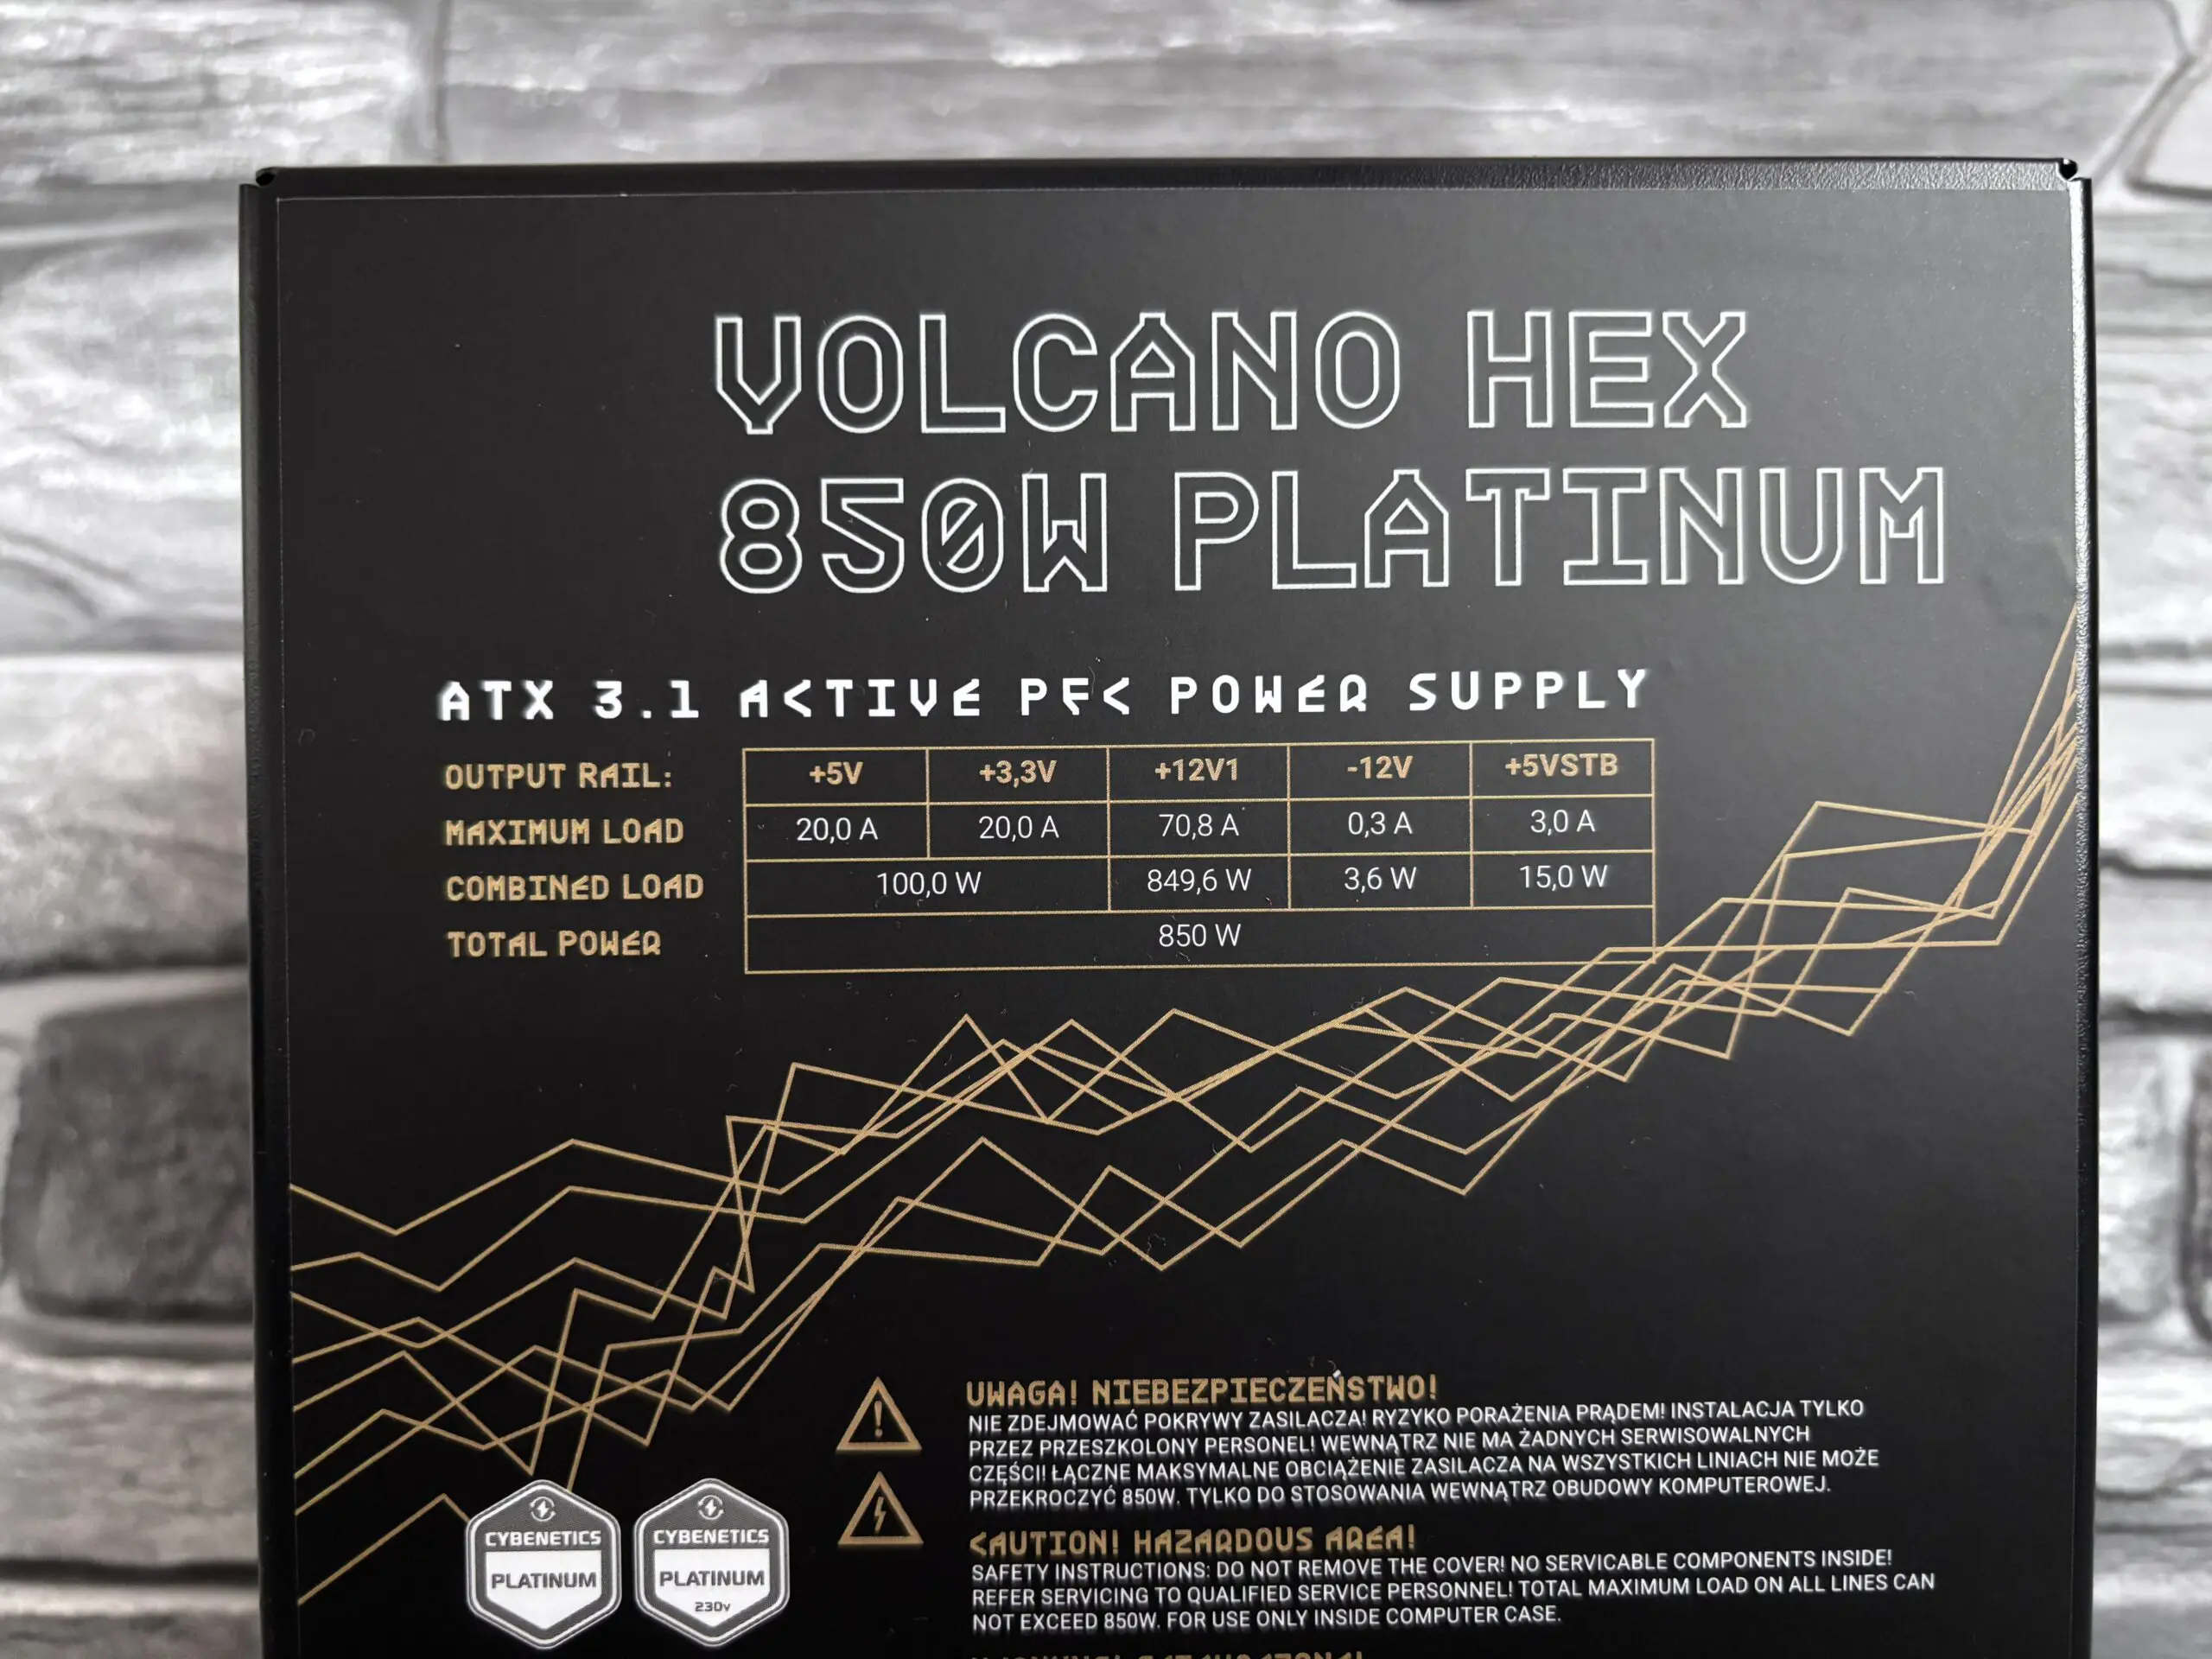 VOLCANO HEX
850W PLATINUM
ATX 3.1 ACTIVE PFC POWER SUPPLY
OUTPUT RAIL: +5V +3,3V +12V1 -12V +5VSTB
MAXIMUM LOAD 20,0 A 20,0 A 70,8 A 0,3 A 3,0 A
COMBINED LOAD 100,0 W 849,6 W 3,6 W 15,0 W
TOTAL POWER 850 W
UWAGA! NIEBEZPIECZEŃSTWO!
NIE ZDEJMOWAĆ POKRYWY ZASILACZA! RYZYKO PORAŻENIA PRĄDEM! INSTALACJA TYLKO
PRZEZ PRZESZKOLONY PERSONEL! WEWNĄTRZ NIE MA ŻADNYCH SERWISOWALNYCH
CZĘŚCI! ŁĄCZNE MAKSYMALNE OBCIĄŻENIE ZASILACZA NA WSZYSTKICH LINIACH NIE MOŻE
PRZEKROCZYĆ 850W. TYLKO DO STOSOWANIA WEWNĄTRZ OBUDOWY KOMPUTEROWEJ.
CAUTION! HAZARDOUS AREA!
SAFETY INSTRUCTIONS: DO NOT REMOVE THE COVER! NO SERVICABLE COMPONENTS INSIDE!
REFER SERVICING TO QUALIFIED SERVICE PERSONNEL! TOTAL MAXIMUM LOAD ON ALL LINES CAN
NOT EXCEED 850W. FOR USE ONLY INSIDE COMPUTER CASE.
CYBENETICS
PLATINUM
CYBENETICS
PLATINUM
230v